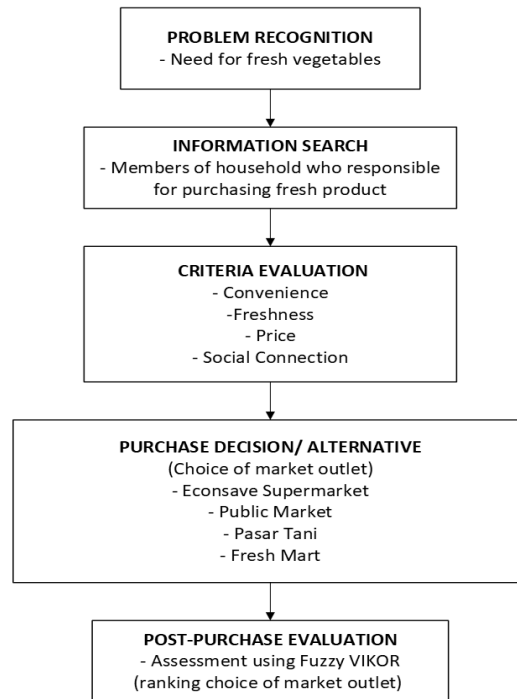 PROBLEM RECOGNITION
- Need for fresh vegetables
INFORMATION SEARCH
- Members of household who responsible
for purchasing fresh product
CRITERIA EVALUATION
- Convenience
-Freshness
- Price
- Social Connection
PURCHASE DECISION/ ALTERNATIVE
(Choice of market outlet)
- Econsave Supermarket
- Public Market
- Pasar Tani
- Fresh Mart
POST-PURCHASE EVALUATION
- Assessment using Fuzzy VIKOR
(ranking choice of market outlet)